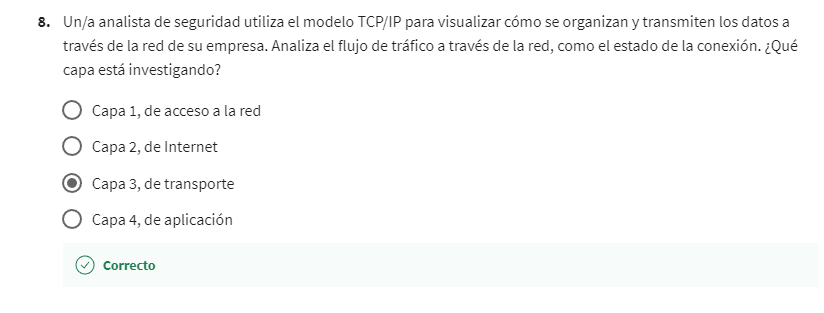 8. Un/a analista de seguridad utiliza el modelo TCP/IP para visualizar cómo se organizan y transmiten los datos a
través de la red de su empresa. Analiza el flujo de tráfico a través de la red, como el estado de la conexión. ¿Qué
capa está investigando?
Capa 1, de acceso a la red
Capa 2, de Internet
Capa 3, de transporte
Capa 4, de aplicación
Correcto